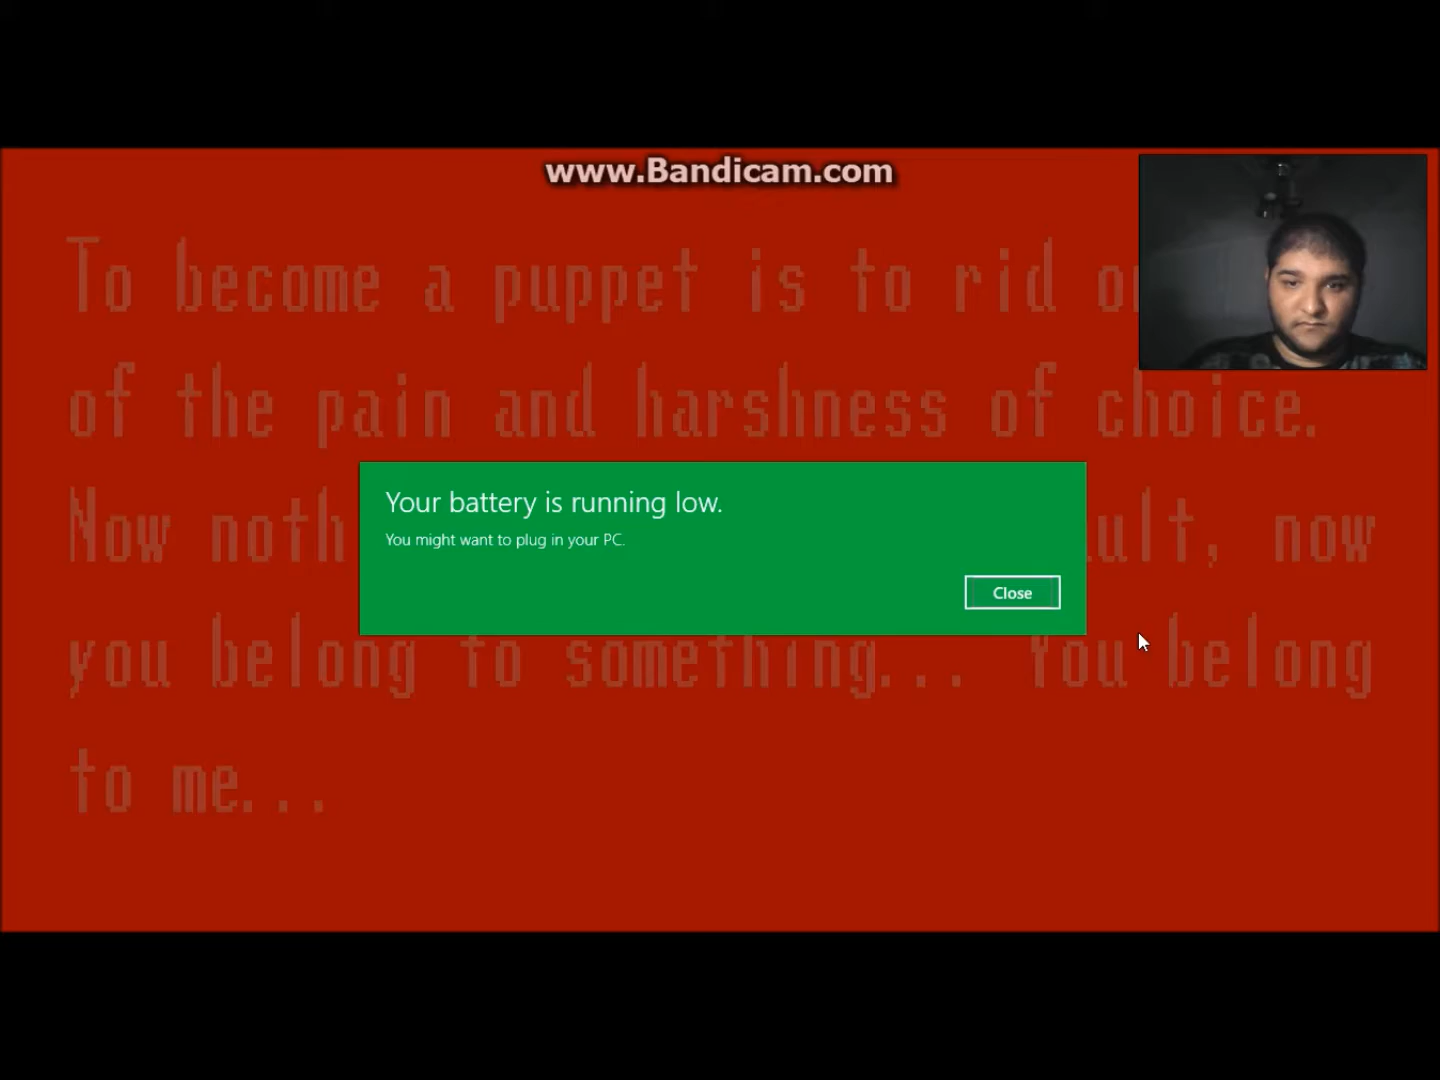 www.Bandicam.com
To become a puppet is to rid
of the pain and harshness of choice.
Now
Your battery is running low.
You might want to plug in your PC.
Close
now
you belong to something... You belong
to me...